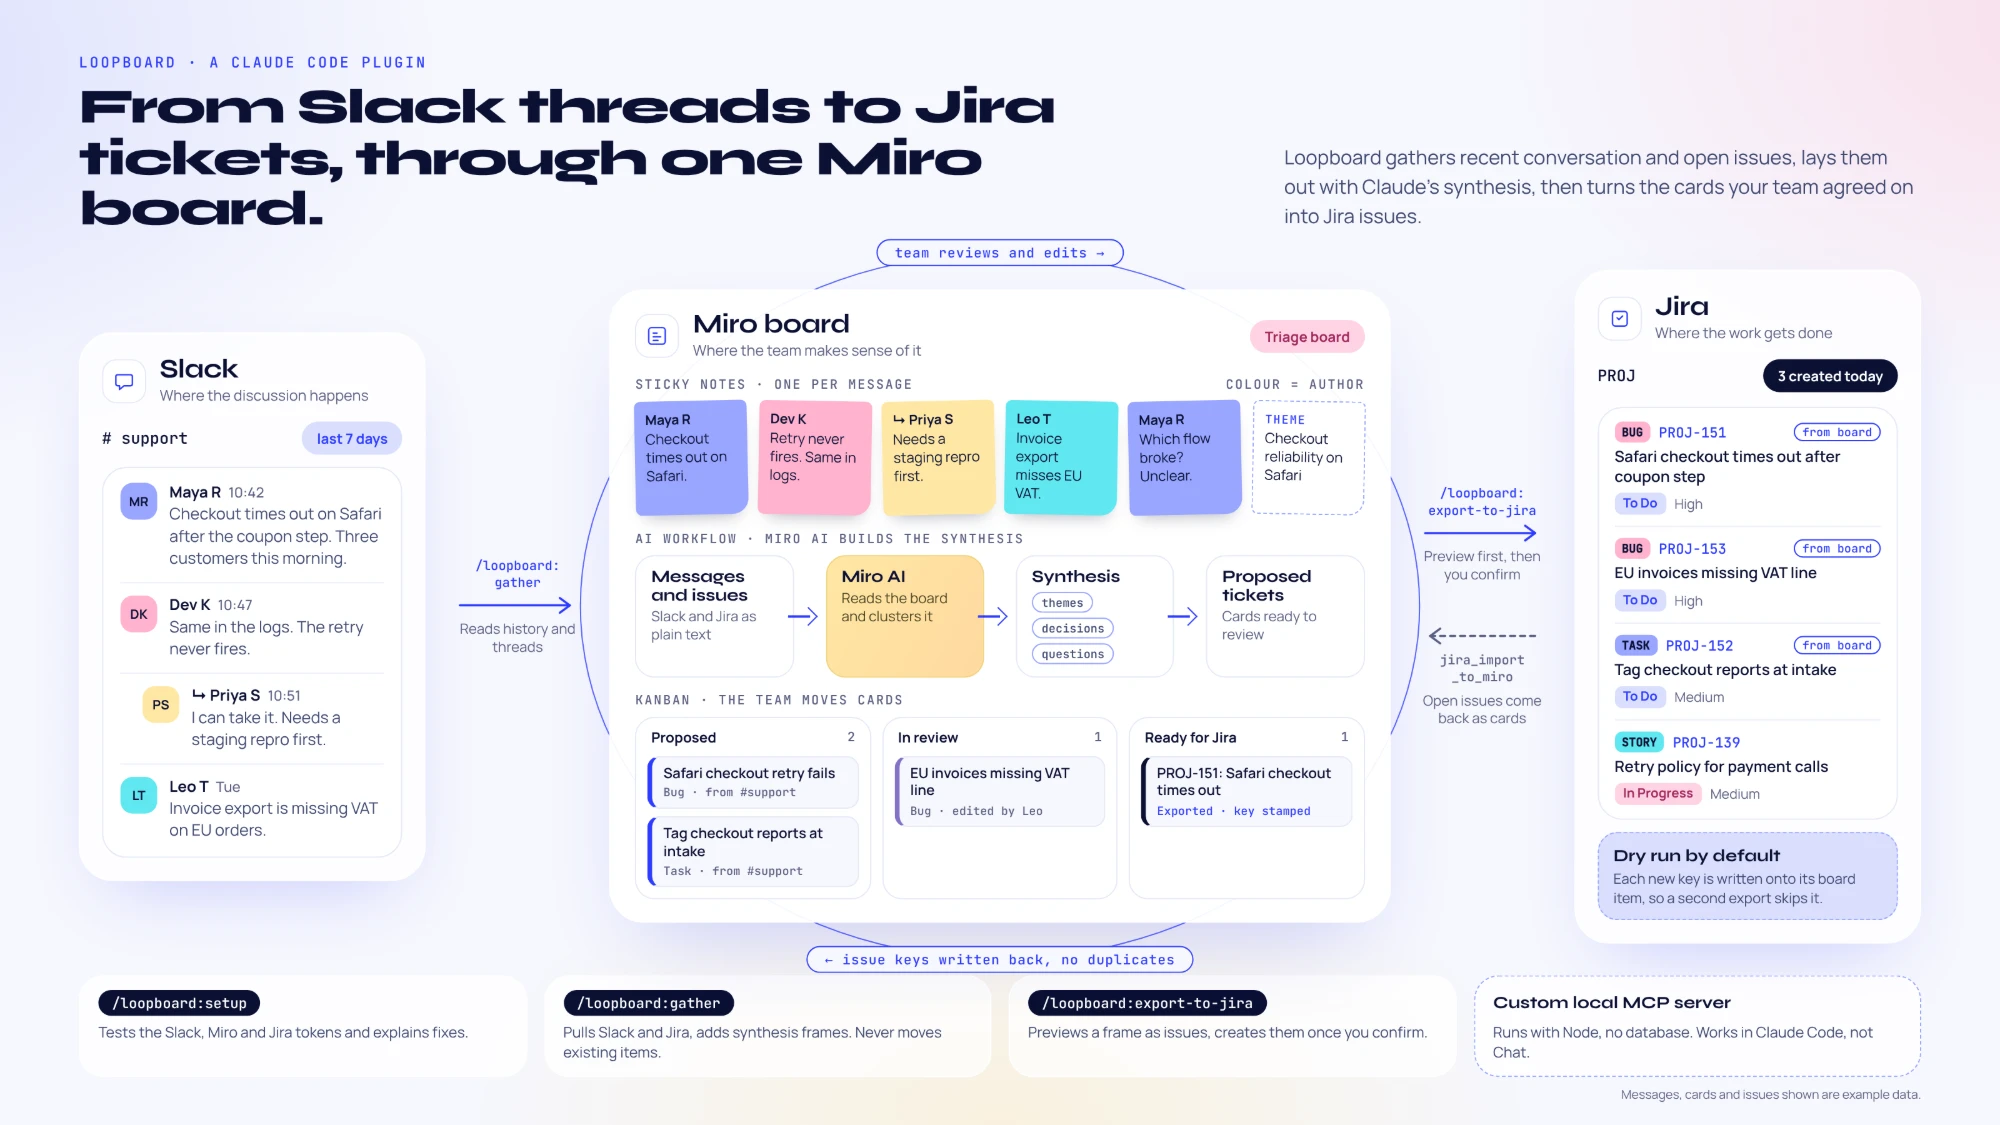 LOOPBOARD · A CLAUDE CODE PLUGIN
From Slack threads to Jira
tickets, through one Miro
board.
Loopboard gathers recent conversation and open issues, lays them
out with Claude's synthesis, then turns the cards your team agreed on
into Jira issues.
team reviews and edits →
Slack
Where the discussion happens
# support
last 7 days
MR
Maya R 10:42
Checkout times out on Safari
after the coupon step. Three
customers this morning.
DK
Dev K 10:47
Same in the logs. The retry
never fires.
PS
↳ Priya S 10:51
I can take it. Needs a
staging repro first.
LT
Leo T Tue
Invoice export is missing VAT
on EU orders.
/loopboard:
gather
Reads history and
threads
Miro board
Where the team makes sense of it
Triage board
STICKY NOTES · ONE PER MESSAGE
COLOUR = AUTHOR
Maya R
Checkout
times out on
Safari.
Dev K
Retry never
fires. Same in
logs.
↳ Priya S
Needs a
staging repro
first.
Leo T
Invoice
export
misses EU
VAT.
Maya R
Which flow
broke?
Unclear.
THEME
Checkout
reliability on
Safari
AI WORKFLOW · MIRO AI BUILDS THE SYNTHESIS
Messages
and issues
Slack and Jira as
plain text
Miro AI
Reads the board
and clusters it
Synthesis
themes
decisions
questions
Proposed
tickets
Cards ready to
review
KANBAN · THE TEAM MOVES CARDS
Proposed 2
Safari checkout retry fails
Bug · from #support
Tag checkout reports at
intake
Task · from #support
In review 1
EU invoices missing VAT
line
Bug · edited by Leo
Ready for Jira 1
PROJ-151: Safari checkout
times out
Exported · key stamped
← issue keys written back, no duplicates
/loopboard:
export-to-jira
Preview first, then
you confirm
jira_import
_to_miro
Open issues come
back as cards
Jira
Where the work gets done
PROJ
3 created today
BUG PROJ-151 from board
Safari checkout times out after
coupon step
To Do High
BUG PROJ-153 from board
EU invoices missing VAT line
To Do High
TASK PROJ-152 from board
Tag checkout reports at intake
To Do Medium
STORY PROJ-139
Retry policy for payment calls
In Progress Medium
Dry run by default
Each new key is written onto its board
item, so a second export skips it.
/loopboard:setup
Tests the Slack, Miro and Jira tokens and explains fixes.
/loopboard:gather
Pulls Slack and Jira, adds synthesis frames. Never moves
existing items.
/loopboard:export-to-jira
Previews a frame as issues, creates them once you confirm.
Custom local MCP server
Runs with Node, no database. Works in Claude Code, not
Chat.
Messages, cards and issues shown are example data.